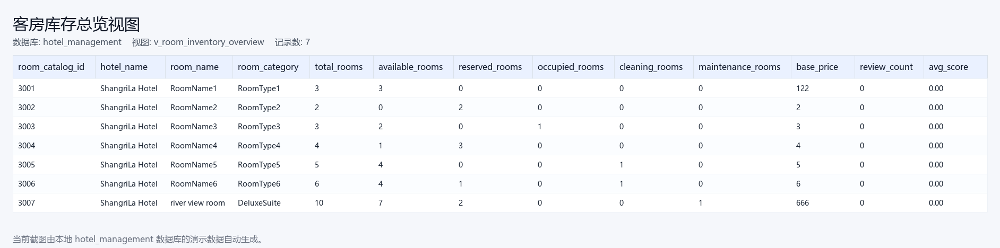 客房库存总览视图
数据库: hotel_management 视图: v_room_inventory_overview 记录数: 7
room_catalog_id hotel_name room_name room_category total_rooms available_rooms reserved_rooms occupied_rooms cleaning_rooms maintenance_rooms base_price review_count avg_score
3001 ShangriLa Hotel RoomName1 RoomType1 3 3 0 0 0 0 122 0 0.00
3002 ShangriLa Hotel RoomName2 RoomType2 2 0 2 0 0 0 2 0 0.00
3003 ShangriLa Hotel RoomName3 RoomType3 3 2 0 1 0 0 3 0 0.00
3004 ShangriLa Hotel RoomName4 RoomType4 4 1 3 0 0 0 4 0 0.00
3005 ShangriLa Hotel RoomName5 RoomType5 5 4 0 0 1 0 5 0 0.00
3006 ShangriLa Hotel RoomName6 RoomType6 6 4 1 0 1 0 6 0 0.00
3007 ShangriLa Hotel river view room DeluxeSuite 10 7 2 0 0 1 666 0 0.00
当前截图由本地 hotel_management 数据库的演示数据自动生成。